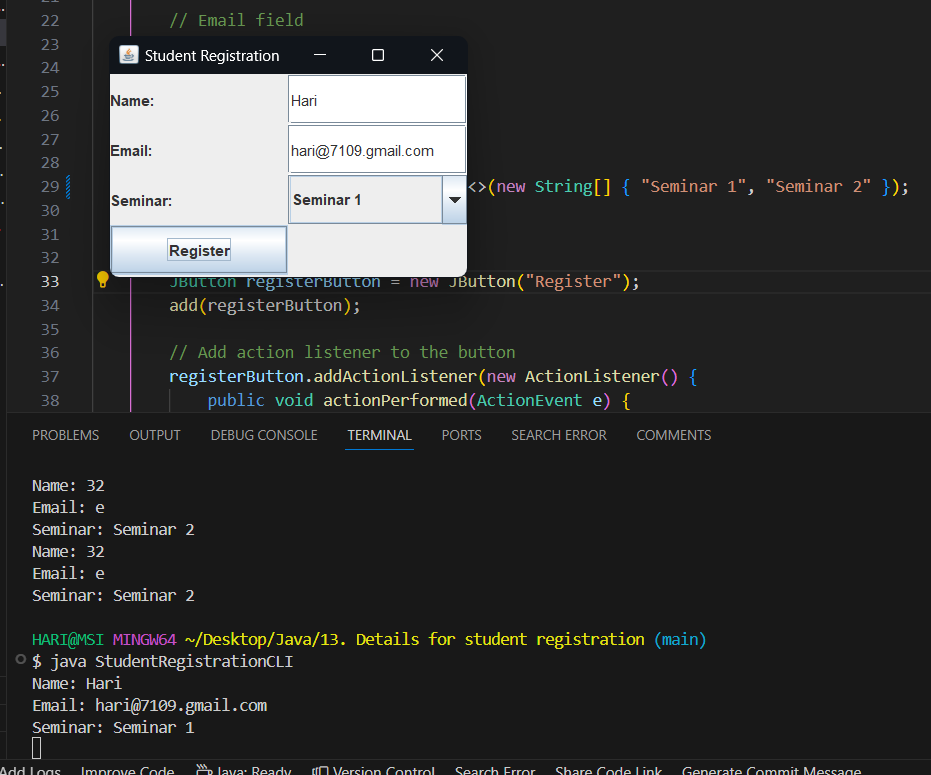 22 // Email field
23
Student Registration
24
Name: Hari
25
26
27
Email: hari@7109.gmail.com
28
29 <>(new String[] { "Seminar 1", "Seminar 2" });
Seminar: Seminar 1
30
31
32
Register
33 JButton registerButton = new JButton("Register");
34 add(registerButton);
35
36 // Add action listener to the button
37 registerButton.addActionListener(new ActionListener() {
38 public void actionPerformed(ActionEvent e) {
PROBLEMS OUTPUT DEBUG CONSOLE TERMINAL PORTS SEARCH ERROR COMMENTS
Name: 32
Email: e
Seminar: Seminar 2
Name: 32
Email: e
Seminar: Seminar 2
HARI@MSI MINGW64 ~/Desktop/Java/13. Details for student registration (main)
$ java StudentRegistrationCLI
Name: Hari
Email: hari@7109.gmail.com
Seminar: Seminar 1
Add Logs Improve Code Java: Ready Version Control Search Error Share Code Link Generate Commit Message